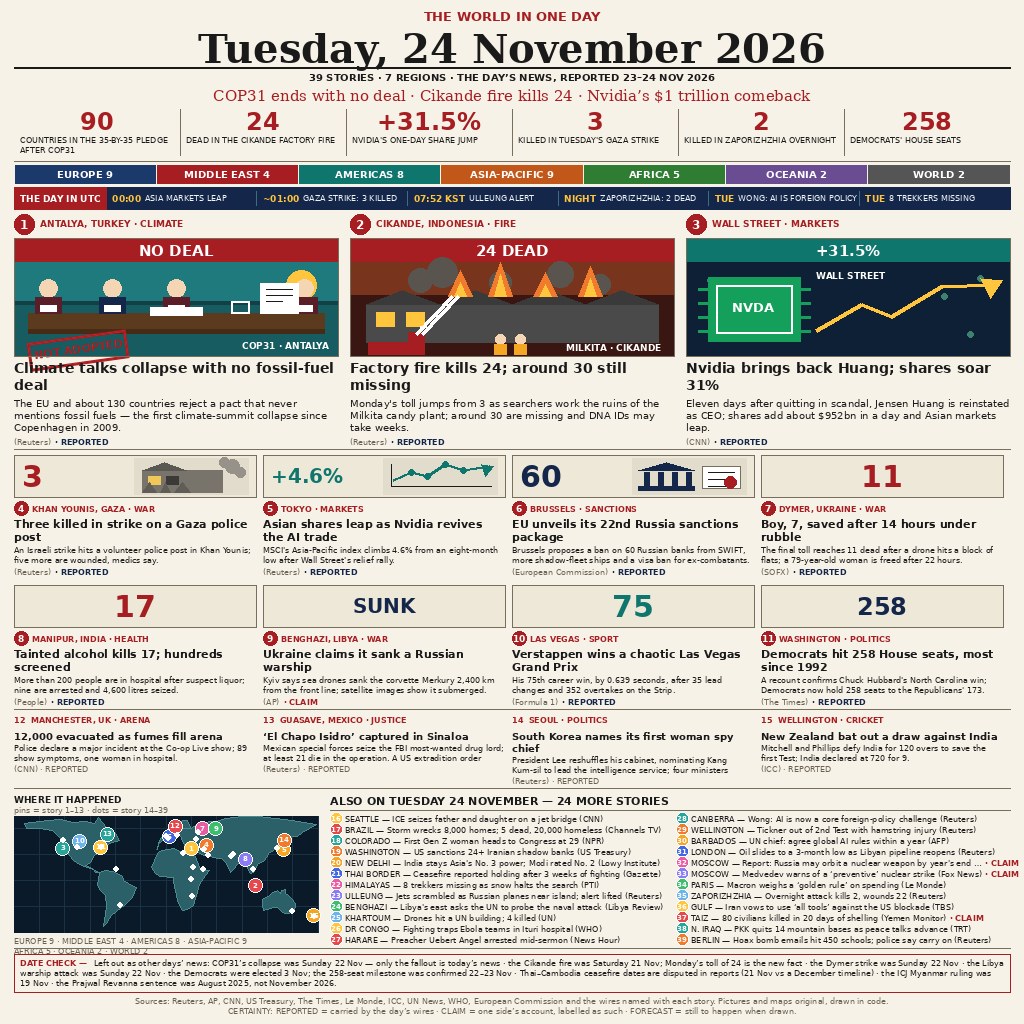 THE WORLD IN ONE DAY
Tuesday, 24 November 2026
39 STORIES · 7 REGIONS · THE DAY'S NEWS, REPORTED 23–24 NOV 2026
COP31 ends with no deal · Cikande fire kills 24 · Nvidia's $1 trillion comeback
90
COUNTRIES IN THE 35-BY-35 PLEDGE
AFTER COP31
24
DEAD IN THE CIKANDE FACTORY FIRE
+31.5%
NVIDIA'S ONE-DAY SHARE JUMP
3
KILLED IN TUESDAY'S GAZA STRIKE
2
KILLED IN ZAPORIZHZHIA OVERNIGHT
258
DEMOCRATS' HOUSE SEATS
EUROPE 9
MIDDLE EAST 4
AMERICAS 8
ASIA-PACIFIC 9
AFRICA 5
OCEANIA 2
WORLD 2
THE DAY IN UTC
00:00 ASIA MARKETS LEAP
~01:00 GAZA STRIKE: 3 KILLED
07:52 KST ULLEUNG ALERT
NIGHT ZAPORIZHZHIA: 2 DEAD
TUE WONG: AI IS FOREIGN POLICY
TUE 8 TREKKERS MISSING
1 ANTALYA, TURKEY · CLIMATE
NO DEAL
NOT ADOPTED
COP31 · ANTALYA
Climate talks collapse with no fossil-fuel
deal
The EU and about 130 countries reject a pact that never
mentions fossil fuels — the first climate-summit collapse since
Copenhagen in 2009.
(Reuters) · REPORTED
2 CIKANDE, INDONESIA · FIRE
24 DEAD
MILKITA · CIKANDE
Factory fire kills 24; around 30 still
missing
Monday's toll jumps from 3 as searchers work the ruins of the
Milkita candy plant; around 30 are missing and DNA IDs may
take weeks.
(Reuters) · REPORTED
3 WALL STREET · MARKETS
+31.5%
WALL STREET
NVDA
Nvidia brings back Huang; shares soar
31%
Eleven days after quitting in scandal, Jensen Huang is reinstated
as CEO; shares add about $952bn in a day and Asian markets
leap.
(CNN) · REPORTED
3
4 KHAN YOUNIS, GAZA · WAR
Three killed in strike on a Gaza police
post
An Israeli strike hits a volunteer police post in Khan Younis;
five more are wounded, medics say.
(Reuters) · REPORTED
+4.6%
5 TOKYO · MARKETS
Asian shares leap as Nvidia revives
the AI trade
MSCI's Asia-Pacific index climbs 4.6% from an eight-month
low after Wall Street's relief rally.
(Reuters) · REPORTED
60
6 BRUSSELS · SANCTIONS
EU unveils its 22nd Russia sanctions
package
Brussels proposes a ban on 60 Russian banks from SWIFT,
more shadow-fleet ships and a visa ban for ex-combatants.
(European Commission) · REPORTED
11
7 DYMER, UKRAINE · WAR
Boy, 7, saved after 14 hours under
rubble
The final toll reaches 11 dead after a drone hits a block of
flats; a 79-year-old woman is freed after 22 hours.
(SOFX) · REPORTED
17
8 MANIPUR, INDIA · HEALTH
Tainted alcohol kills 17; hundreds
screened
More than 200 people are in hospital after suspect liquor;
nine are arrested and 4,600 litres seized.
(People) · REPORTED
SUNK
9 BENGHAZI, LIBYA · WAR
Ukraine claims it sank a Russian
warship
Kyiv says sea drones sank the corvette Merkury 2,400 km
from the front line; satellite images show it submerged.
(AP) · CLAIM
75
10 LAS VEGAS · SPORT
Verstappen wins a chaotic Las Vegas
Grand Prix
His 75th career win, by 0.639 seconds, after 35 lead
changes and 352 overtakes on the Strip.
(Formula 1) · REPORTED
258
11 WASHINGTON · POLITICS
Democrats hit 258 House seats, most
since 1992
A recount confirms Chuck Hubbard's North Carolina win;
Democrats now hold 258 seats to the Republicans' 173.
(The Times) · REPORTED
12 MANCHESTER, UK · ARENA
12,000 evacuated as fumes fill arena
Police declare a major incident at the Co-op Live show; 89
show symptoms, one woman in hospital.
(CNN) · REPORTED
13 GUASAVE, MEXICO · JUSTICE
‘El Chapo Isidro’ captured in Sinaloa
Mexican special forces seize the FBI most-wanted drug lord;
at least 21 die in the operation. A US extradition order
(Reuters) · REPORTED
14 SEOUL · POLITICS
South Korea names its first woman spy
chief
President Lee reshuffles his cabinet, nominating Kang
Kum-sil to lead the intelligence service; four ministers
(Reuters) · REPORTED
15 WELLINGTON · CRICKET
New Zealand bat out a draw against India
Mitchell and Phillips defy India for 120 overs to save the
first Test; India declared at 720 for 9.
(ICC) · REPORTED
WHERE IT HAPPENED
pins = story 1–13 · dots = story 14–39
EUROPE 9 · MIDDLE EAST 4 · AMERICAS 8 · ASIA-PACIFIC 9
AFRICA 5 · OCEANIA 2 · WORLD 2
ALSO ON TUESDAY 24 NOVEMBER — 24 MORE STORIES
16 SEATTLE — ICE seizes father and daughter on a jet bridge (CNN)
17 BRAZIL — Storm wrecks 8,000 homes; 5 dead, 20,000 homeless (Channels TV)
18 COLORADO — First Gen Z woman heads to Congress at 29 (NPR)
19 WASHINGTON — US sanctions 24+ Iranian shadow banks (US Treasury)
20 NEW DELHI — India stays Asia's No. 3 power; Modi rated No. 2 (Lowy Institute)
21 THAI BORDER — Ceasefire reported holding after 3 weeks of fighting (Gazette)
22 HIMALAYAS — 8 trekkers missing as snow halts the search (PTI)
23 ULLEUNG — Jets scrambled as Russian planes near island; alert lifted (Reuters)
24 BENGHAZI — Libya's east asks the UN to probe the naval attack (Libya Review)
25 KHARTOUM — Drones hit a UN building; 4 killed (UN)
26 DR CONGO — Fighting traps Ebola teams in Ituri hospital (WHO)
27 HARARE — Preacher Uebert Angel arrested mid-sermon (News Hour)
28 CANBERRA — Wong: AI is now a core foreign-policy challenge (Reuters)
29 WELLINGTON — Tickner out of 2nd Test with hamstring injury (Reuters)
30 BARBADOS — UN chief: agree global AI rules within a year (AFP)
31 LONDON — Oil slides to a 3-month low as Libyan pipeline reopens (Reuters)
32 MOSCOW — Report: Russia may orbit a nuclear weapon by year's end ... · CLAIM
33 MOSCOW — Medvedev warns of a ‘preventive’ nuclear strike (Fox News) · CLAIM
34 PARIS — Macron weighs a ‘golden rule’ on spending (Le Monde)
35 ZAPORIZHZHIA — Overnight attack kills 2, wounds 22 (Reuters)
36 GULF — Iran vows to use ‘all tools’ against the US blockade (TBS)
37 TAIZ — 80 civilians killed in 20 days of shelling (Yemen Monitor) · CLAIM
38 N. IRAQ — PKK quits 14 mountain bases as peace talks advance (TRT)
39 BERLIN — Hoax bomb emails hit 450 schools; police say carry on (Reuters)
DATE CHECK — Left out as other days' news: COP31's collapse was Sunday 22 Nov — only the fallout is today's news · the Cikande fire was Saturday 21 Nov; Monday's toll of 24 is the new fact · the Dymer strike was Sunday 22 Nov · the Libya
warship attack was Sunday 22 Nov · the Democrats were elected 3 Nov; the 258-seat milestone was confirmed 22–23 Nov · Thai–Cambodia ceasefire dates are disputed in reports (21 Nov vs a December timeline) · the ICJ Myanmar ruling was
19 Nov · the Prajwal Revanna sentence was August 2025, not November 2026.
Sources: Reuters, AP, CNN, US Treasury, The Times, Le Monde, ICC, UN News, WHO, European Commission and the wires named with each story. Pictures and maps original, drawn in code.
CERTAINTY: REPORTED = carried by the day's wires · CLAIM = one side's account, labelled as such · FORECAST = still to happen when drawn.